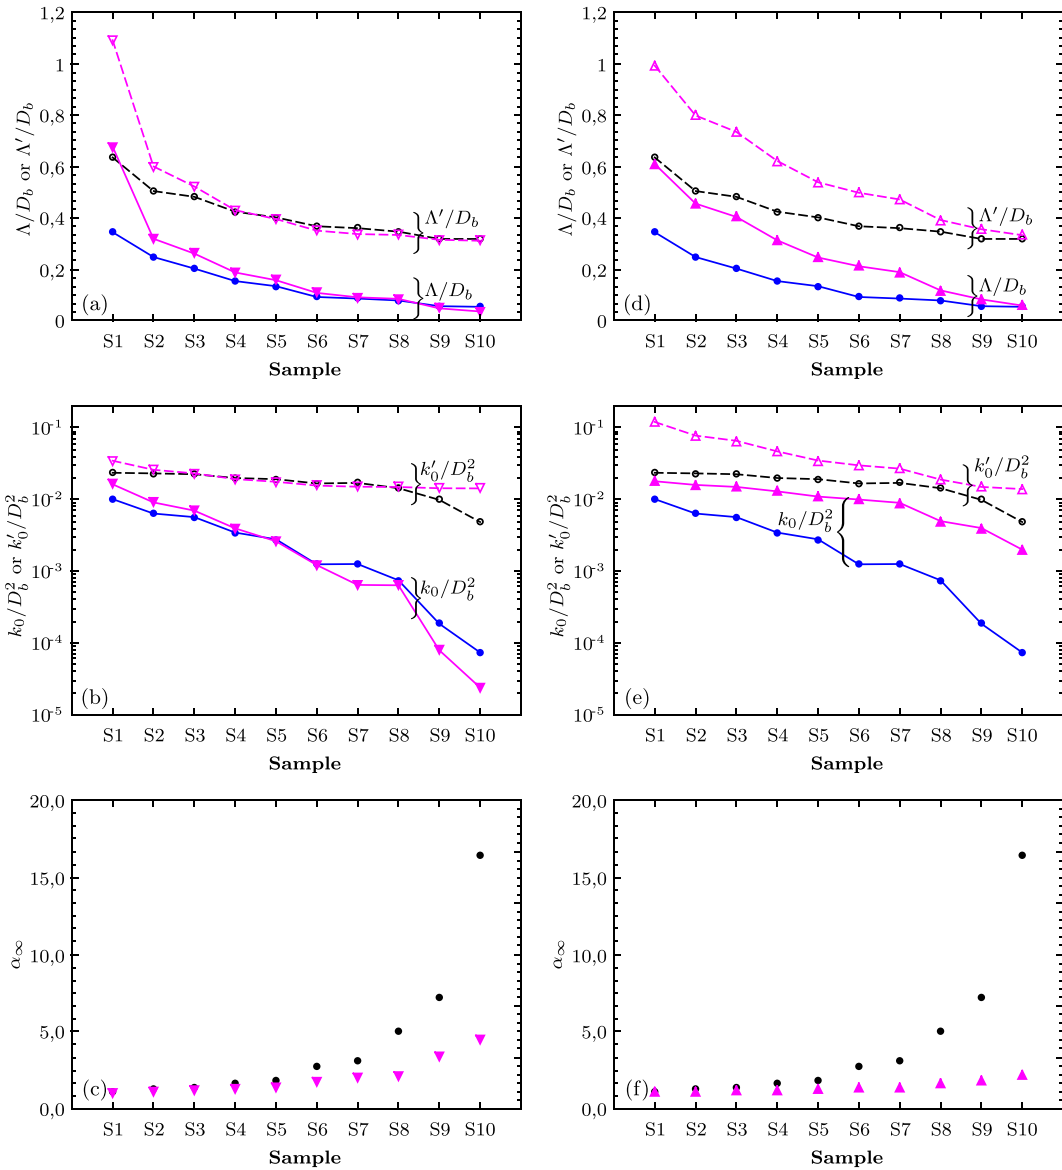 1,2
1
0,8
0,6
0,4
0,2
0
Λ/D_b or Λ′/D_b
Λ′/D_b
Λ/D_b
(a)
S1 S2 S3 S4 S5 S6 S7 S8 S9 S10
Sample
1,2
1
0,8
0,6
0,4
0,2
0
Λ/D_b or Λ′/D_b
Λ′/D_b
Λ/D_b
(d)
S1 S2 S3 S4 S5 S6 S7 S8 S9 S10
Sample
10^-1
10^-2
10^-3
10^-4
10^-5
k_0/D_b^2 or k_0′/D_b^2
k_0′/D_b^2
k_0/D_b^2
(b)
S1 S2 S3 S4 S5 S6 S7 S8 S9 S10
Sample
10^-1
10^-2
10^-3
10^-4
10^-5
k_0/D_b^2 or k_0′/D_b^2
k_0′/D_b^2
k_0/D_b^2
(e)
S1 S2 S3 S4 S5 S6 S7 S8 S9 S10
Sample
20,0
15,0
10,0
5,0
0,0
α_∞
(c)
S1 S2 S3 S4 S5 S6 S7 S8 S9 S10
Sample
20,0
15,0
10,0
5,0
0,0
α_∞
(f)
S1 S2 S3 S4 S5 S6 S7 S8 S9 S10
Sample